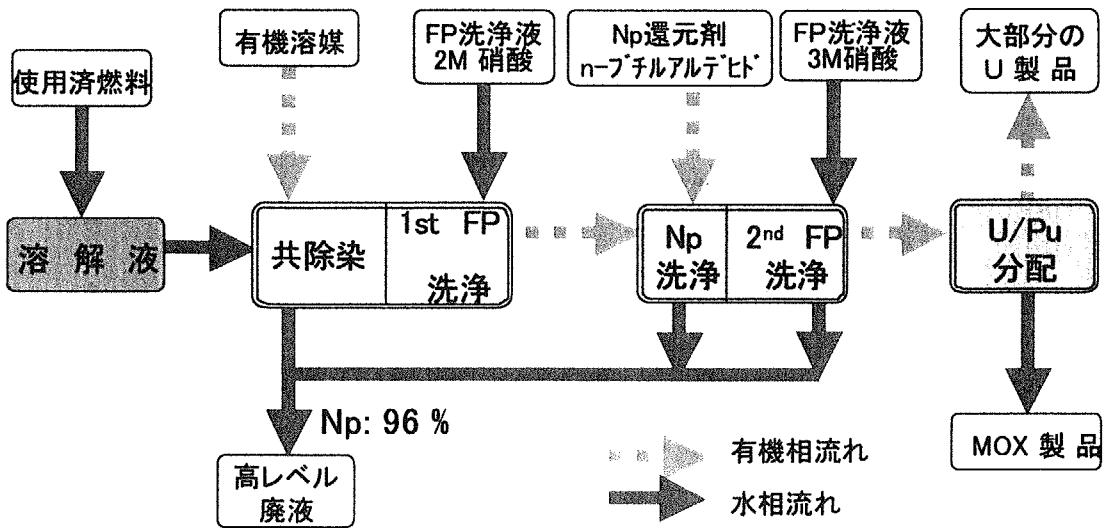 使用済燃料
有機溶媒
FP洗浄液
2M 硝酸
Np還元剤
n-ブチルアルデヒド
FP洗浄液
3M硝酸
大部分の
U 製品
溶 解 液
共除染
1st FP
洗浄
Np
洗浄
2nd FP
洗浄
U/Pu
分配
Np: 96 %
高レベル
廃液
有機相流れ
水相流れ
MOX 製品